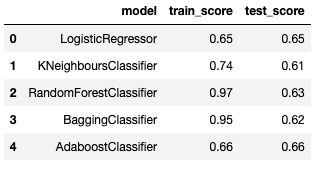 model train_score test_score
0 LogisticRegressor 0.65 0.65
1 KNeighboursClassifier 0.74 0.61
2 RandomForestClassifier 0.97 0.63
3 BaggingClassifier 0.95 0.62
4 AdaboostClassifier 0.66 0.66